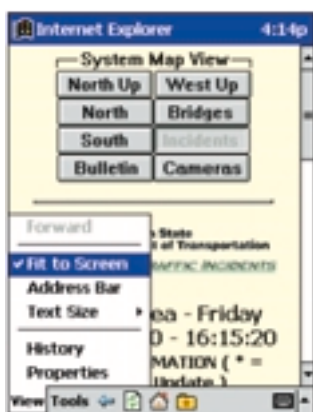 Internet Explorer 4:14p
System Map View
North Up West Up
North Bridges
South Incidents
Bulletin Cameras
Forward
Fit to Screen
Address Bar
Text Size
History
Properties
State
t of Transportation
TRAFFIC INCIDENTS
ea - Friday
0 - 16:15:20
MATION ( * =
Update )
View Tools